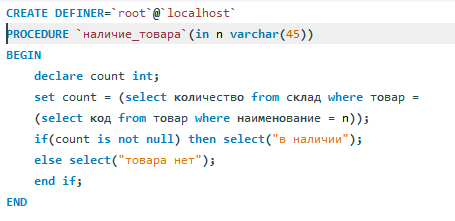 CREATE DEFINER=`root`@`localhost`
PROCEDURE `наличие_товара`(in n varchar(45))
BEGIN
declare count int;
set count = (select количество from склад where товар =
(select код from товар where наименование = n));
if(count is not null) then select("в наличии");
else select("товара нет");
end if;
END